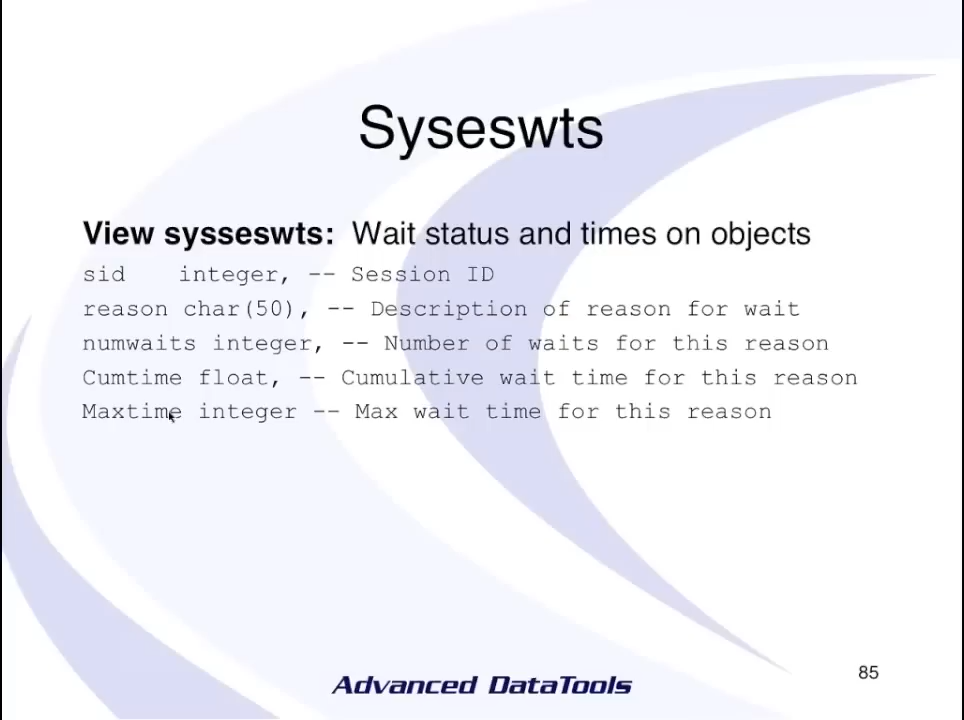 Syseswts
View sysseswts: Wait status and times on objects
sid integer, -- Session ID
reason char(50), -- Description of reason for wait
numwaits integer, -- Number of waits for this reason
Cumtime float, -- Cumulative wait time for this reason
Maxtime integer -- Max wait time for this reason
85
Advanced DataTools